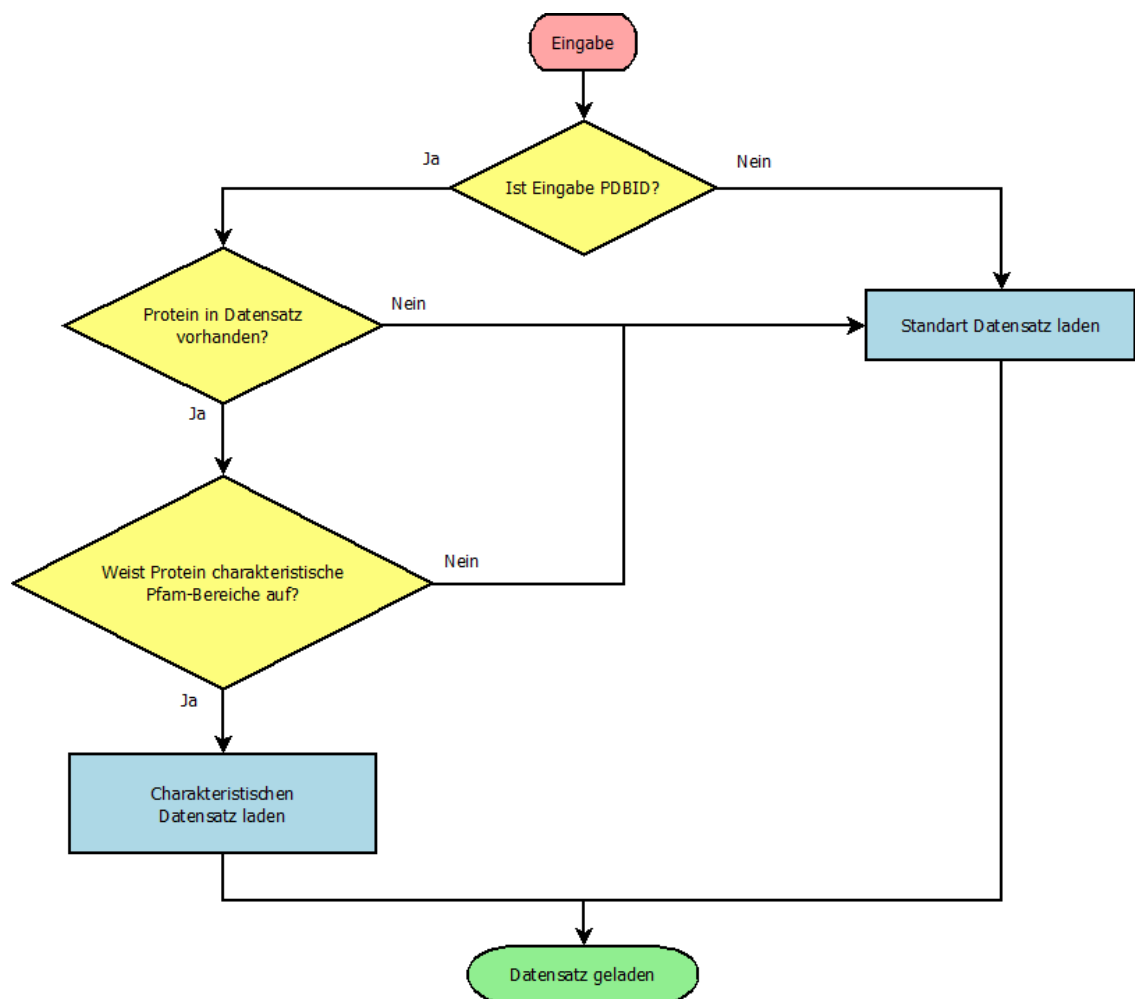 Eingabe
Ja
Nein
Ist Eingabe PDBID?
Protein in Datensatz
vorhanden?
Nein
Standart Datensatz laden
Ja
Weist Protein charakteristische
Pfam-Bereiche auf?
Nein
Ja
Charakteristischen
Datensatz laden
Datensatz geladen